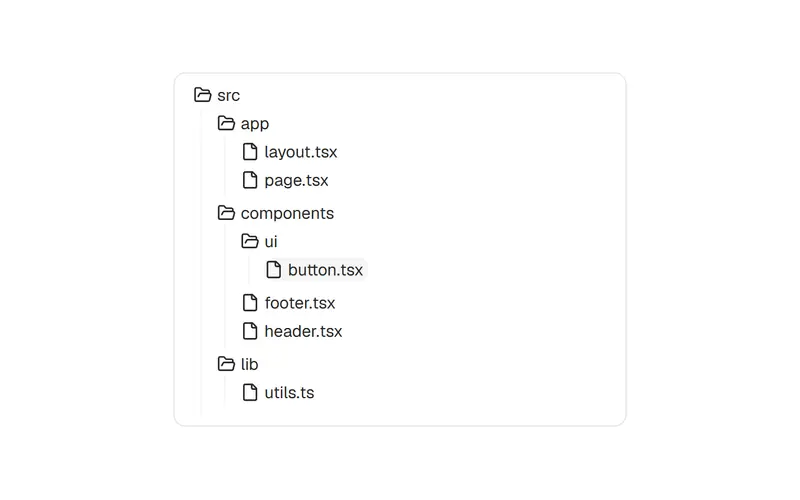 src
app
layout.tsx
page.tsx
components
ui
button.tsx
footer.tsx
header.tsx
lib
utils.ts